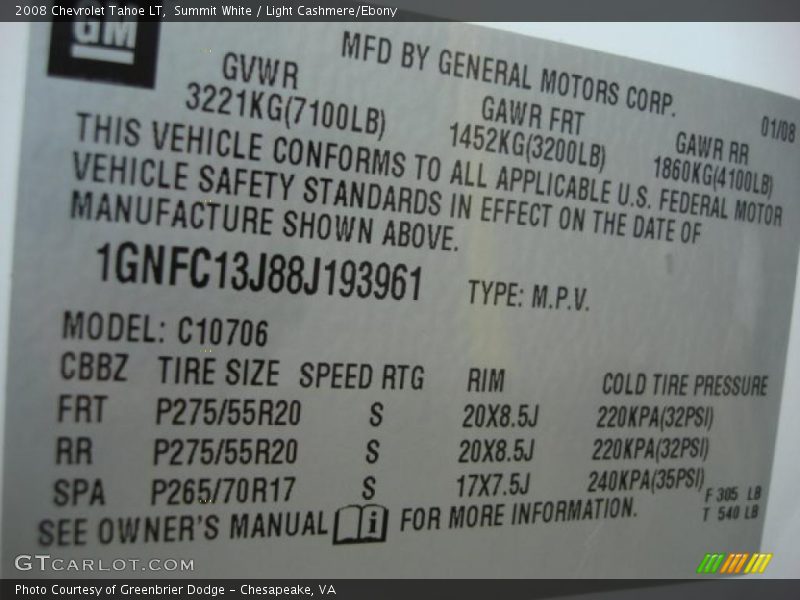 2008 Chevrolet Tahoe LT, Summit White / Light Cashmere/Ebony
GM
MFD BY GENERAL MOTORS CORP.
01/08
GVWR
3221KG(7100LB)
GAWR FRT
1452KG(3200LB)
GAWR RR
1860KG(4100LB)
THIS VEHICLE CONFORMS TO ALL APPLICABLE U.S. FEDERAL MOTOR
VEHICLE SAFETY STANDARDS IN EFFECT ON THE DATE OF
MANUFACTURE SHOWN ABOVE.
1GNFC13J88J193961 TYPE: M.P.V.
MODEL: C10706
CBBZ TIRE SIZE SPEED RTG RIM COLD TIRE PRESSURE
FRT P275/55R20 S 20X8.5J 220KPA(32PSI)
RR P275/55R20 S 20X8.5J 220KPA(32PSI)
SPA P265/70R17 S 17X7.5J 240KPA(35PSI)
F 305 LB
T 540 LB
SEE OWNER'S MANUAL i FOR MORE INFORMATION.
GTCARLOT.COM
Photo Courtesy of Greenbrier Dodge - Chesapeake, VA